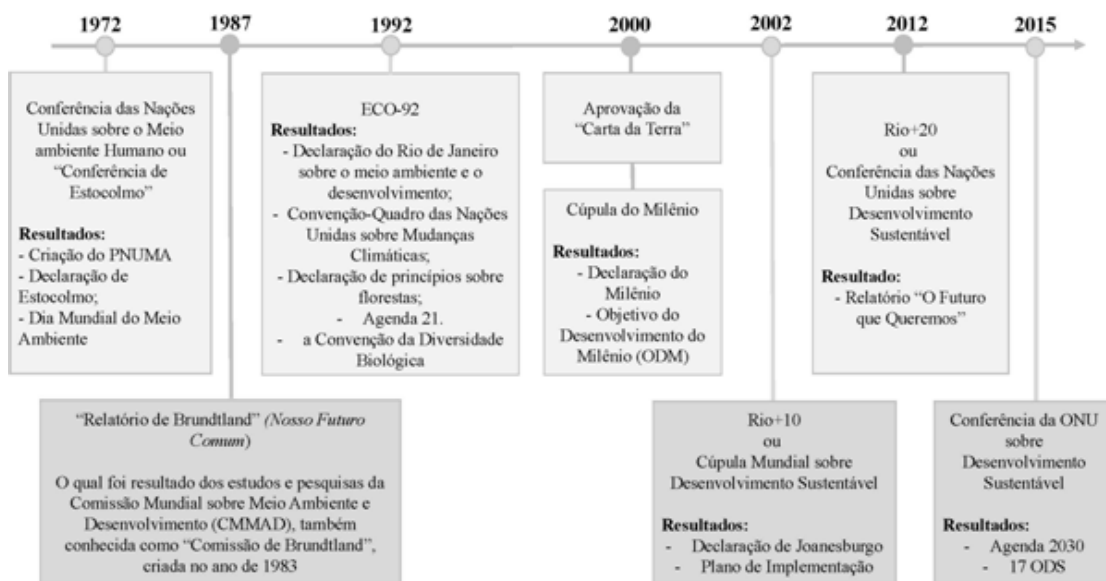 1972
1987
1992
2000
2002
2012
2015
Conferência das Nações
Unidas sobre o Meio
ambiente Humano ou
“Conferência de
Estocolmo”
Resultados:
- Criação do PNUMA
- Declaração de
Estocolmo;
- Dia Mundial do Meio
Ambiente
“Relatório de Brundtland” (Nosso Futuro
Comum)
O qual foi resultado dos estudos e pesquisas da
Comissão Mundial sobre Meio Ambiente e
Desenvolvimento (CMMAD), também
conhecida como “Comissão de Brundtland”,
criada no ano de 1983
ECO-92
Resultados:
- Declaração do Rio de Janeiro
sobre o meio ambiente e o
desenvolvimento;
- Convenção-Quadro das Nações
Unidas sobre Mudanças
Climáticas;
- Declaração de princípios sobre
florestas;
- Agenda 21.
- a Convenção da Diversidade
Biológica
Aprovação da
“Carta da Terra”
Cúpula do Milênio
Resultados:
- Declaração do
Milênio
- Objetivo do
Desenvolvimento do
Milênio (ODM)
Rio+10
ou
Cúpula Mundial sobre
Desenvolvimento Sustentável
Resultados:
- Declaração de Joanesburgo
- Plano de Implementação
Rio+20
ou
Conferência das Nações
Unidas sobre
Desenvolvimento
Sustentável
Resultado:
- Relatório “O Futuro
que Queremos”
Conferência da ONU
sobre
Desenvolvimento
Sustentável
Resultados:
- Agenda 2030
- 17 ODS